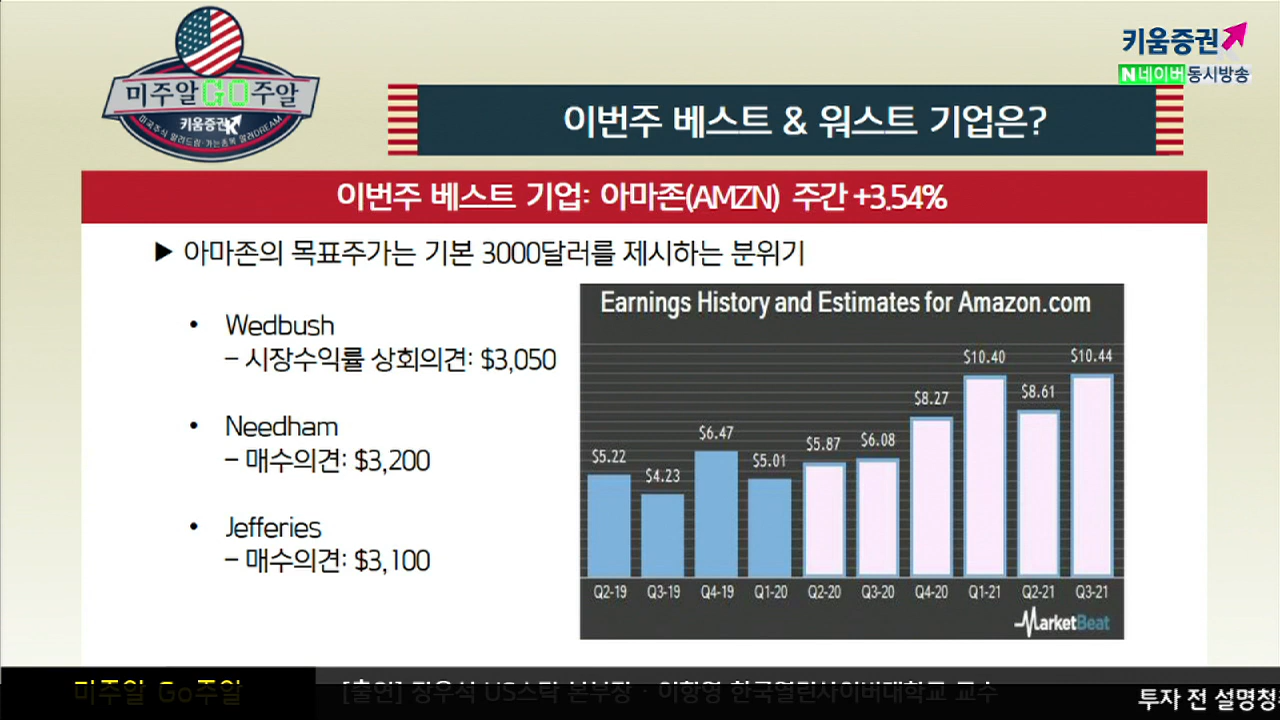 미주알GO주알
키움증권
미국주식 알려드림·가는종목 알려DREAM
키움증권
N 네이버 동시방송
이번주 베스트 & 워스트 기업은?
이번주 베스트 기업: 아마존(AMZN) 주간 +3.54%
▶ 아마존의 목표주가는 기본 3000달러를 제시하는 분위기
• Wedbush
– 시장수익률 상회의견: $3,050
• Needham
– 매수의견: $3,200
• Jefferies
– 매수의견: $3,100
Earnings History and Estimates for Amazon.com
$5.22 $4.23 $6.47 $5.01 $5.87 $6.08 $8.27 $10.40 $8.61 $10.44
Q2-19 Q3-19 Q4-19 Q1-20 Q2-20 Q3-20 Q4-20 Q1-21 Q2-21 Q3-21
MarketBeat
미주알 Go주알
[출연] 장우석 US스탁 본부장 이항영 한국열린사이버대학교 교수
투자 전 설명청